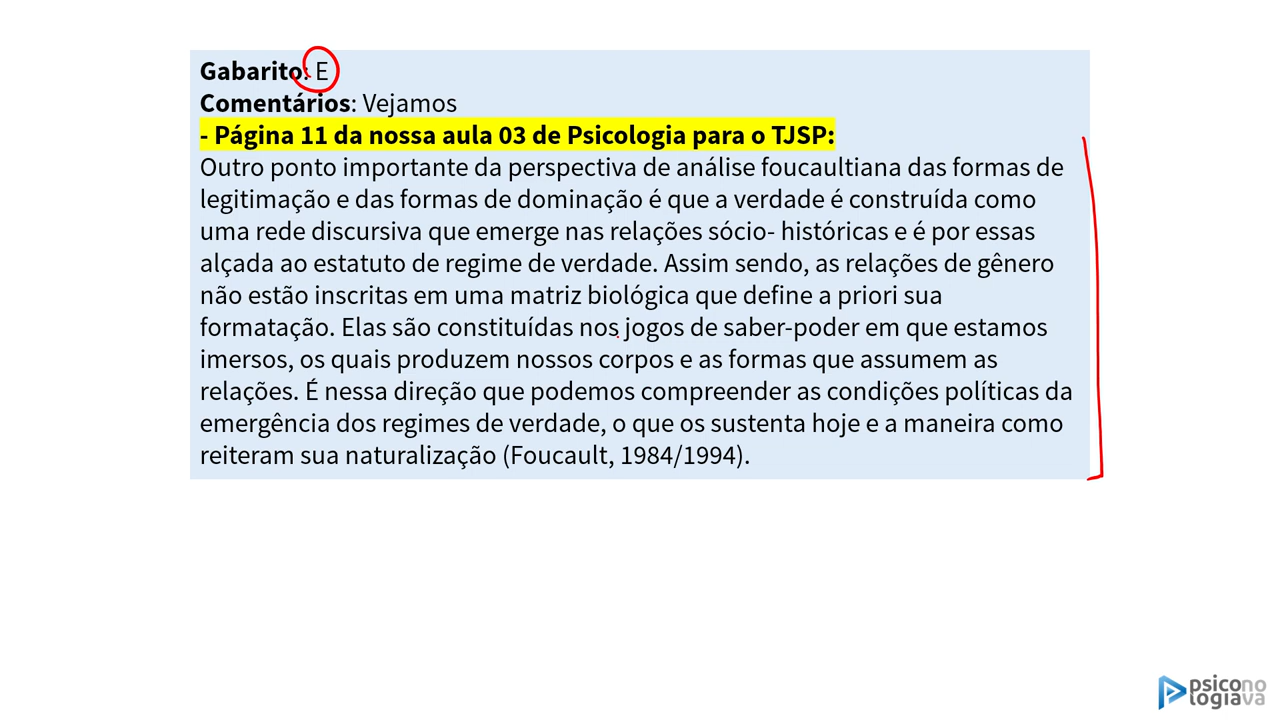 Gabarito: E
Comentários: Vejamos
- Página 11 da nossa aula 03 de Psicologia para o TJSP:
Outro ponto importante da perspectiva de análise foucaultiana das formas de
legitimação e das formas de dominação é que a verdade é construída como
uma rede discursiva que emerge nas relações sócio- históricas e é por essas
alçada ao estatuto de regime de verdade. Assim sendo, as relações de gênero
não estão inscritas em uma matriz biológica que define a priori sua
formatação. Elas são constituídas nos jogos de saber-poder em que estamos
imersos, os quais produzem nossos corpos e as formas que assumem as
relações. É nessa direção que podemos compreender as condições políticas da
emergência dos regimes de verdade, o que os sustenta hoje e a maneira como
reiteram sua naturalização (Foucault, 1984/1994).
psicono
logiava